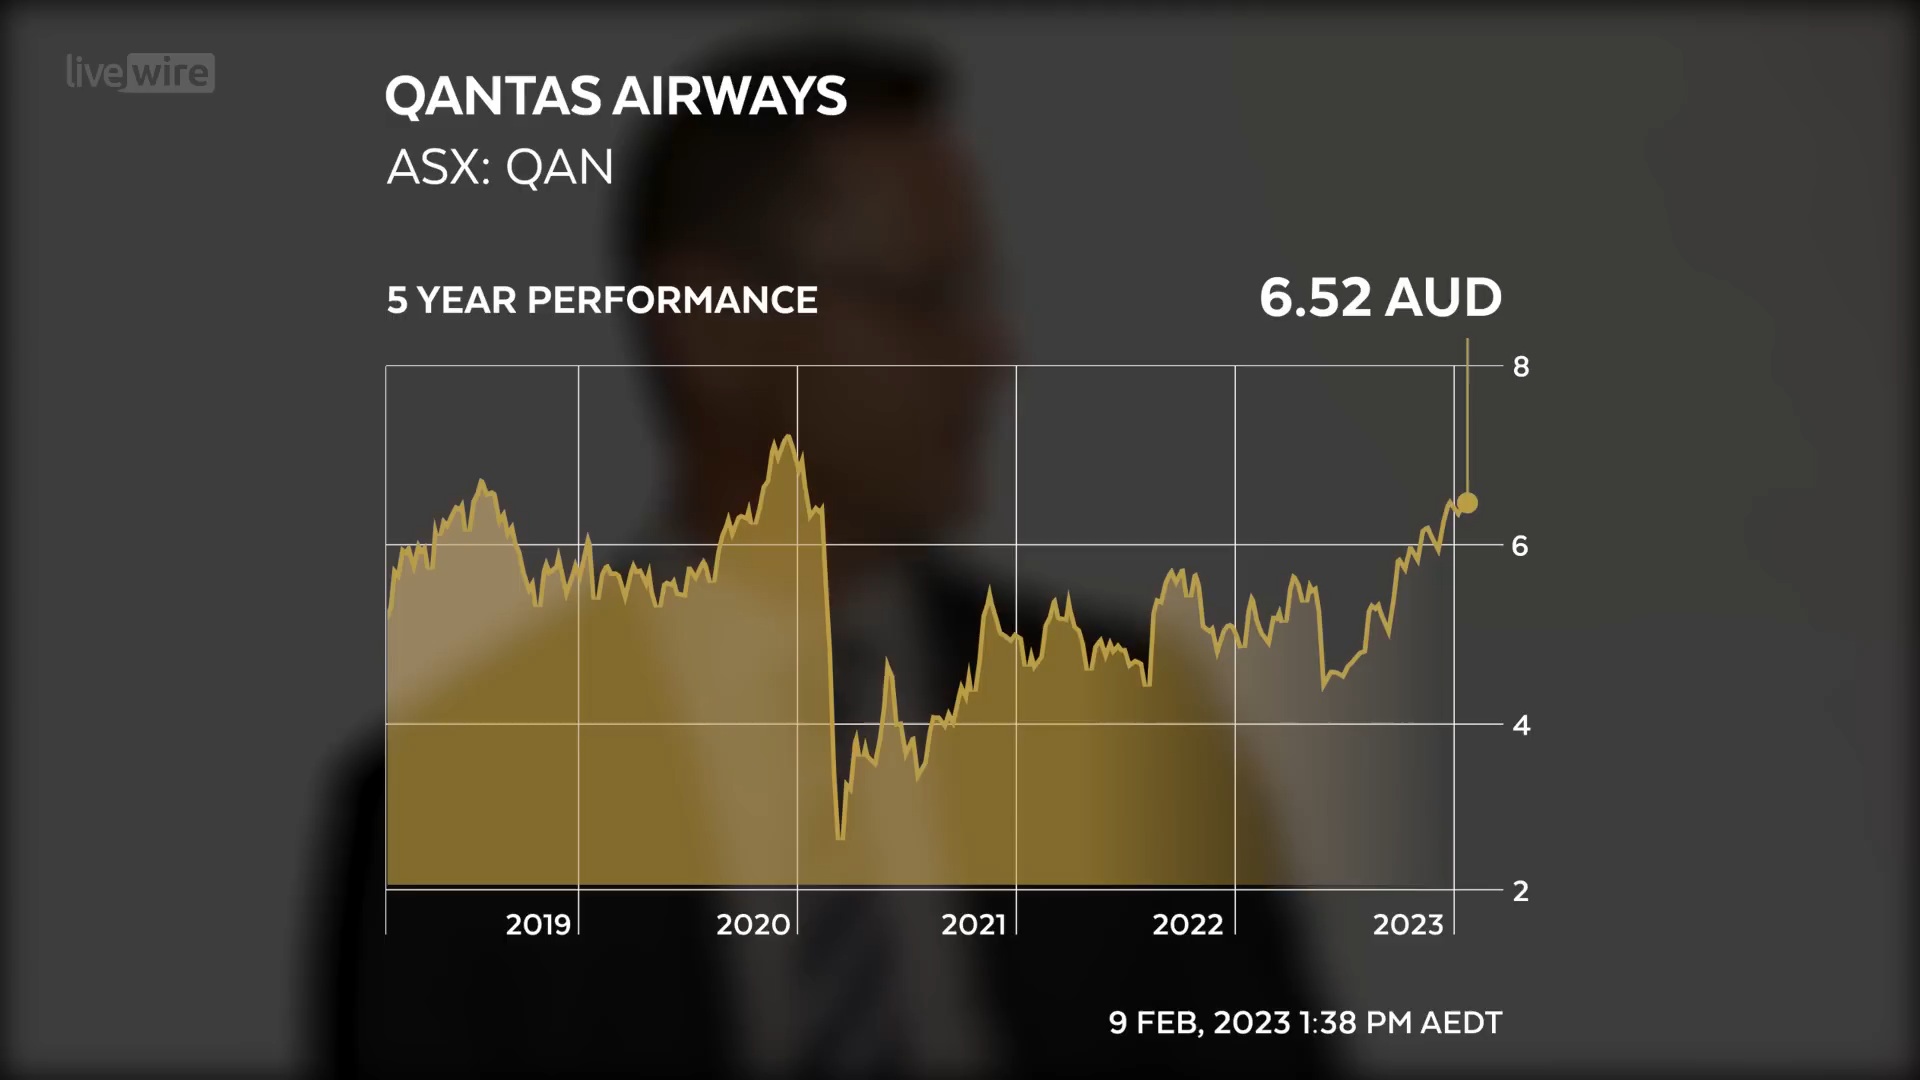 livewire
QANTAS AIRWAYS
ASX: QAN
5 YEAR PERFORMANCE
6.52 AUD
8
6
4
2
2019
2020
2021
2022
2023
9 FEB, 2023 1:38 PM AEDT